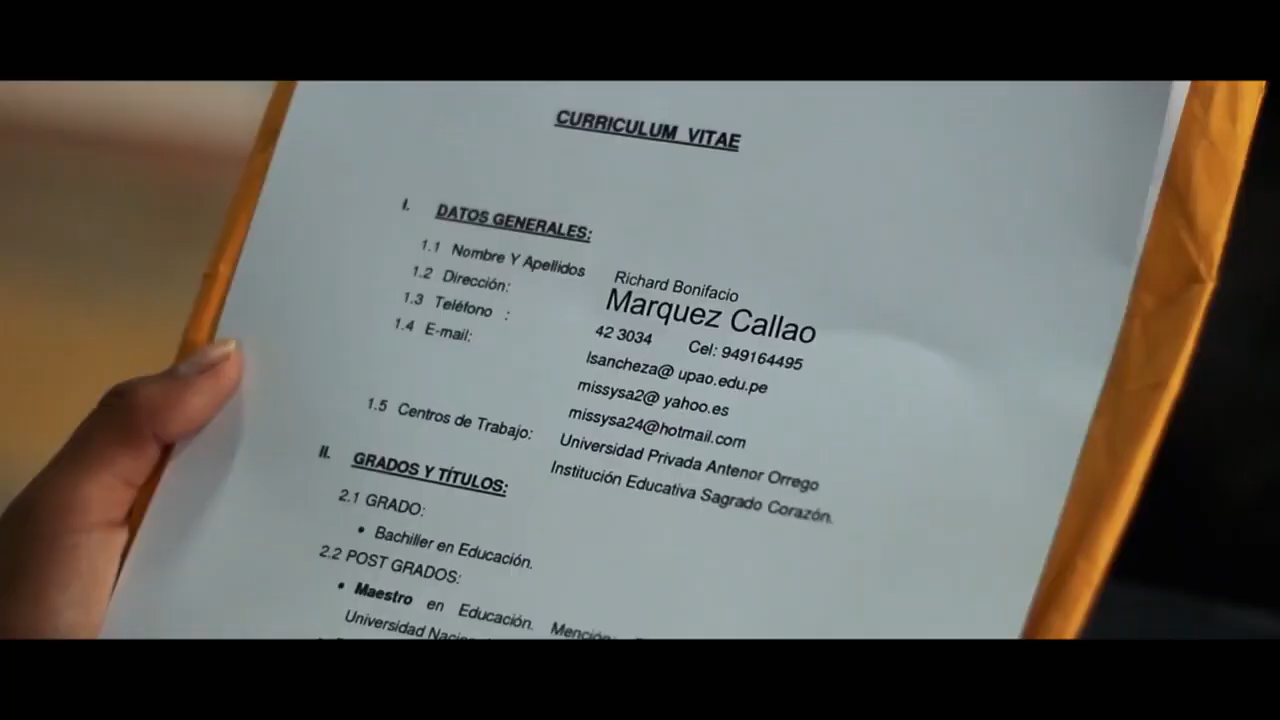 CURRICULUM VITAE
I. DATOS GENERALES:
1.1 Nombre Y Apellidos Richard Bonifacio
1.2 Dirección: Marquez Callao
1.3 Teléfono : 42 3034 Cel: 949164495
1.4 E-mail: lsancheza@ upao.edu.pe
missysa2@ yahoo.es
missysa24@hotmail.com
1.5 Centros de Trabajo: Universidad Privada Antenor Orrego
Institución Educativa Sagrado Corazón.
II. GRADOS Y TÍTULOS:
2.1 GRADO:
• Bachiller en Educación.
2.2 POST GRADOS:
• Maestro en Educación. Mención:
Universidad